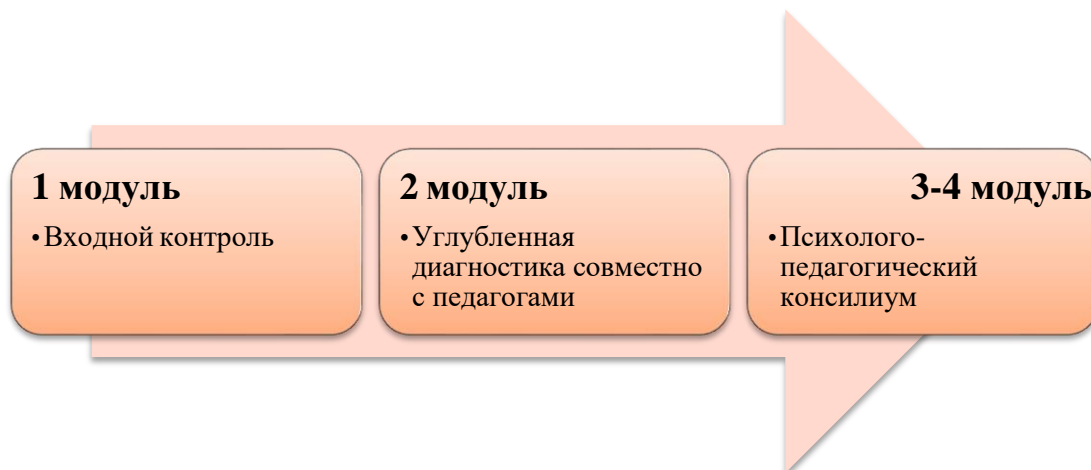 1 модуль
•Входной контроль
2 модуль
•Углубленная
диагностика совместно
с педагогами
3-4 модуль
•Психолого-
педагогический
консилиум